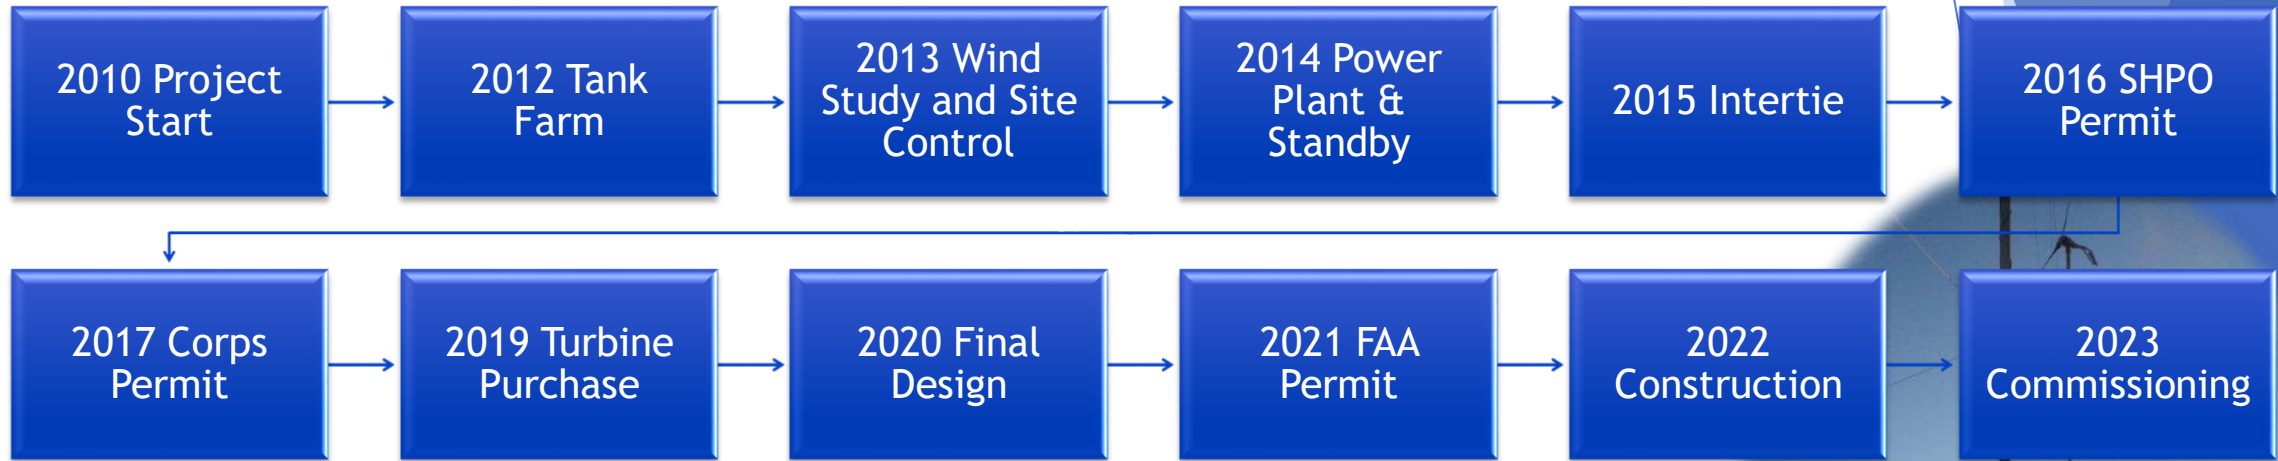 2010 Project
Start
2012 Tank
Farm
2013 Wind
Study and Site
Control
2014 Power
Plant &
Standby
2015 Intertie
2016 SHPO
Permit
2017 Corps
Permit
2019 Turbine
Purchase
2020 Final
Design
2021 FAA
Permit
2022
Construction
2023
Commissioning